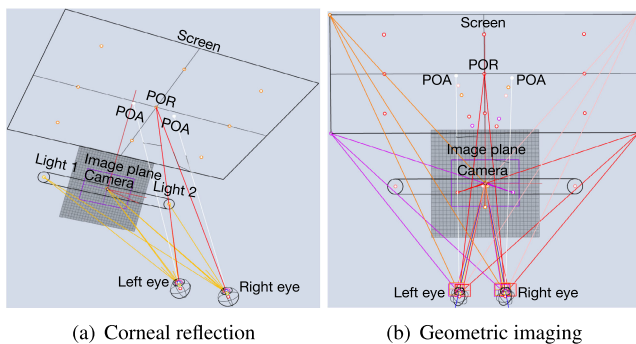 Screen
POR
POA
POA
Light 1
Image plane
Camera
Light 2
Left eye
Right eye
(a) Corneal reflection
Screen
POR
POA
POA
Image plane
Camera
Left eye
Right eye
(b) Geometric imaging